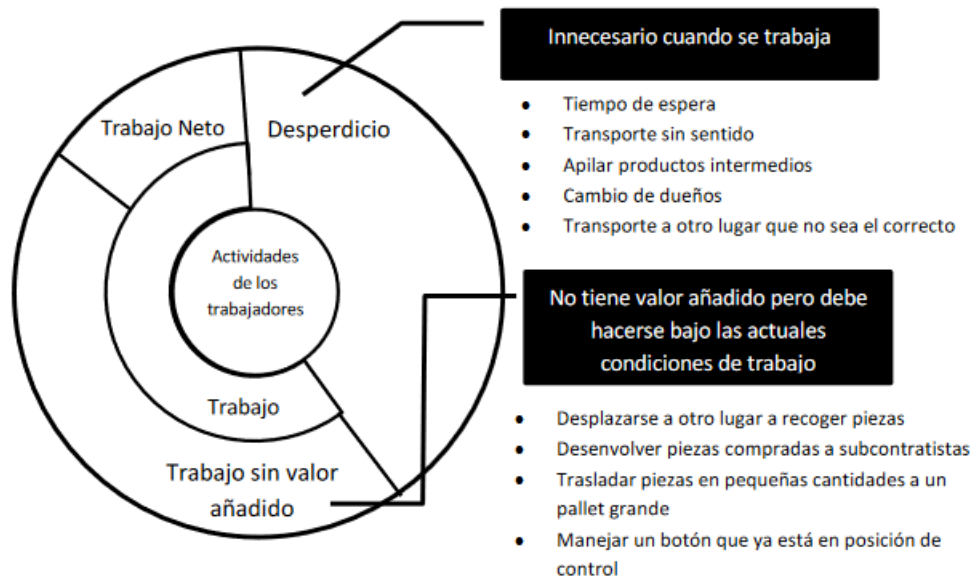 Trabajo Neto
Desperdicio
Actividades
de los
trabajadores
Trabajo
Trabajo sin valor
añadido
Innecesario cuando se trabaja
• Tiempo de espera
• Transporte sin sentido
• Apilar productos intermedios
• Cambio de dueños
• Transporte a otro lugar que no sea el correcto
No tiene valor añadido pero debe
hacerse bajo las actuales
condiciones de trabajo
• Desplazarse a otro lugar a recoger piezas
• Desenvolver piezas compradas a subcontratistas
• Trasladar piezas en pequeñas cantidades a un
pallet grande
• Manejar un botón que ya está en posición de
control